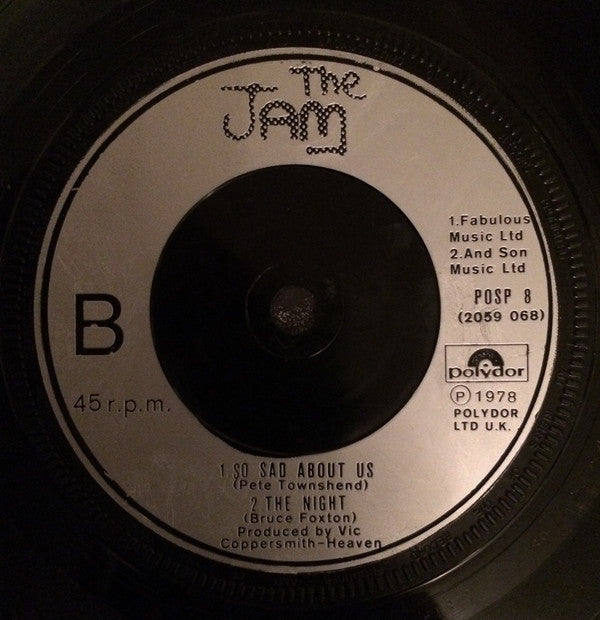 The
JAM
1.Fabulous
Music Ltd
2.And Son
Music Ltd
POSP 8
(2059 068)
B
polydor
45 r.p.m.
Ⓟ 1978
POLYDOR
LTD U.K.
1.SO SAD ABOUT US
(Pete Townshend)
2 THE NIGHT
(Bruce Foxton)
Produced by Vic
Coppersmith-Heaven